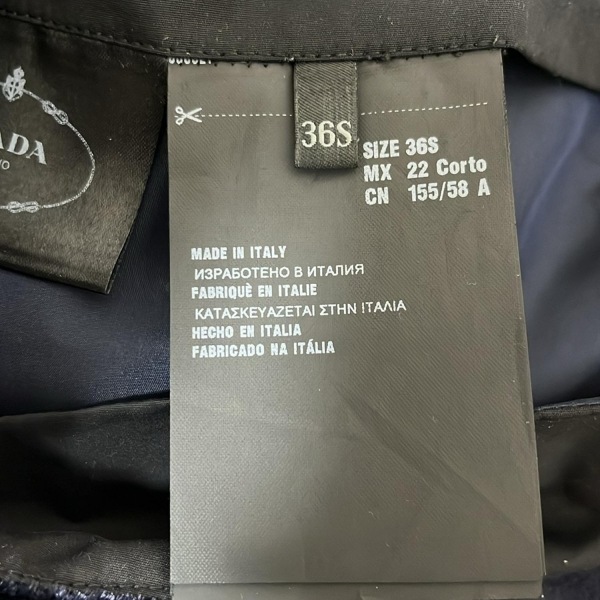 ADA
36S
SIZE 36S
MX 22 Corto
CN 155/58 A
MADE IN ITALY
ИЗРАБОТЕНО В ИТАЛИЯ
FABRIQUÈ EN ITALIE
ΚΑΤΑΣΚΕΥΑΖΕΤΑΙ ΣΤΗΝ ΙΤΑΛΙΑ
HECHO EN ITALIA
FABRICADO NA ITÁLIA